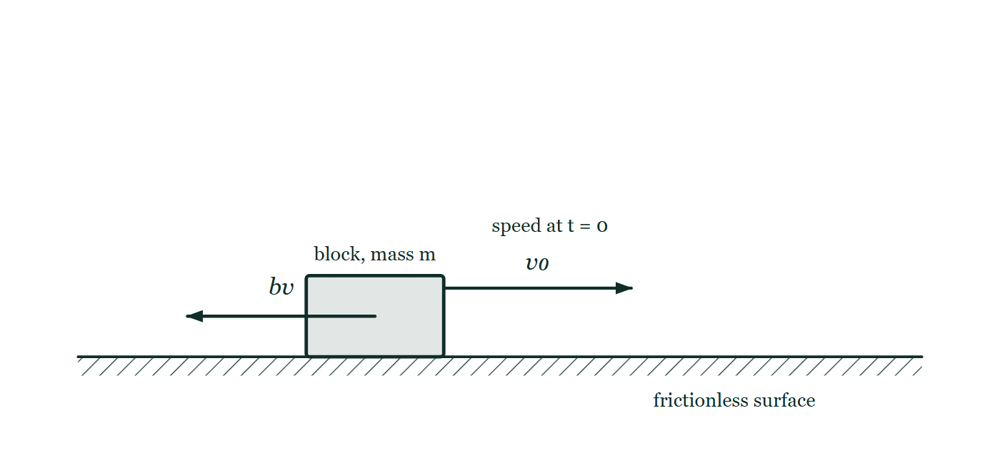 speed at t = 0
block, mass m
v0
bv
frictionless surface